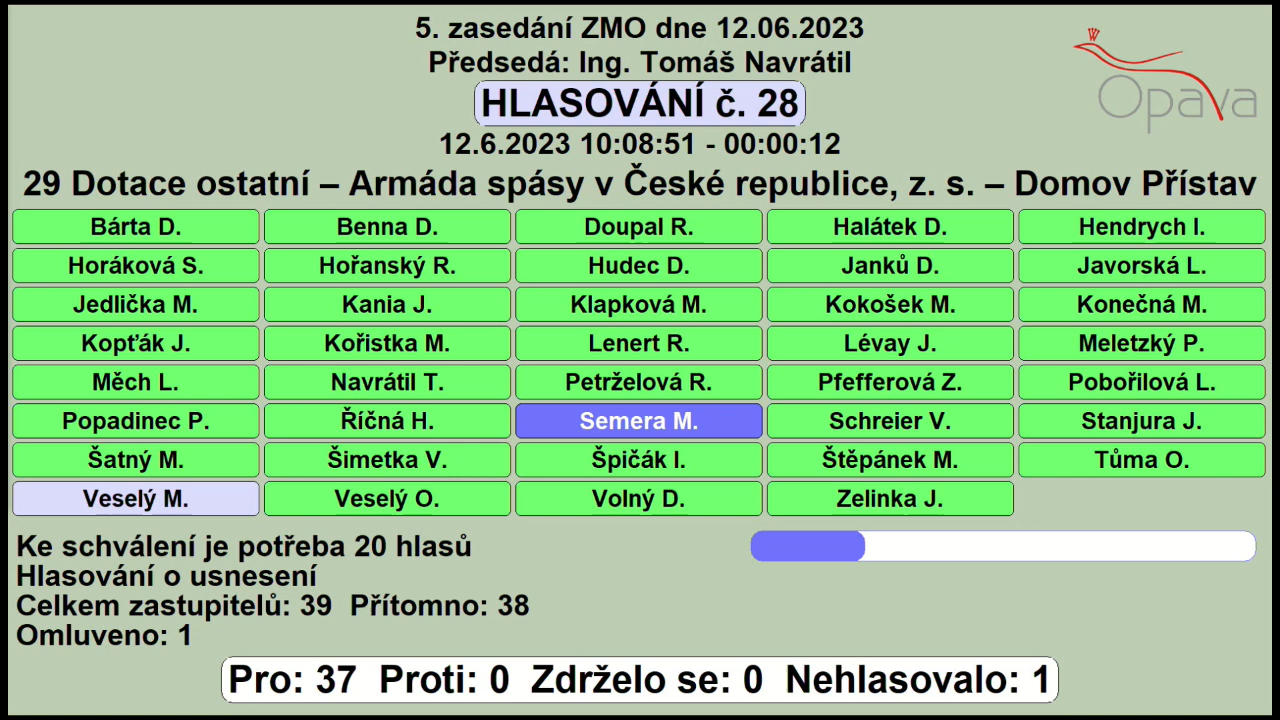 5. zasedání ZMO dne 12.06.2023
Předsedá: Ing. Tomáš Navrátil
Opava
HLASOVÁNÍ č. 28
12.6.2023 10:08:51 - 00:00:12
29 Dotace ostatní – Armáda spásy v České republice, z. s. – Domov Přístav
Bárta D. Benna D. Doupal R. Halátek D. Hendrych I.
Horáková S. Hořanský R. Hudec D. Janků D. Javorská L.
Jedlička M. Kania J. Klapková M. Kokošek M. Konečná M.
Kopťák J. Kořistka M. Lenert R. Lévay J. Meletzký P.
Měch L. Navrátil T. Petrželová R. Pfefferová Z. Pobořilová L.
Popadinec P. Říčná H. Semera M. Schreier V. Stanjura J.
Šatný M. Šimetka V. Špičák I. Štěpánek M. Tůma O.
Veselý M. Veselý O. Volný D. Zelinka J.
Ke schválení je potřeba 20 hlasů
Hlasování o usnesení
Celkem zastupitelů: 39 Přítomno: 38
Omluveno: 1
Pro: 37 Proti: 0 Zdrželo se: 0 Nehlasovalo: 1